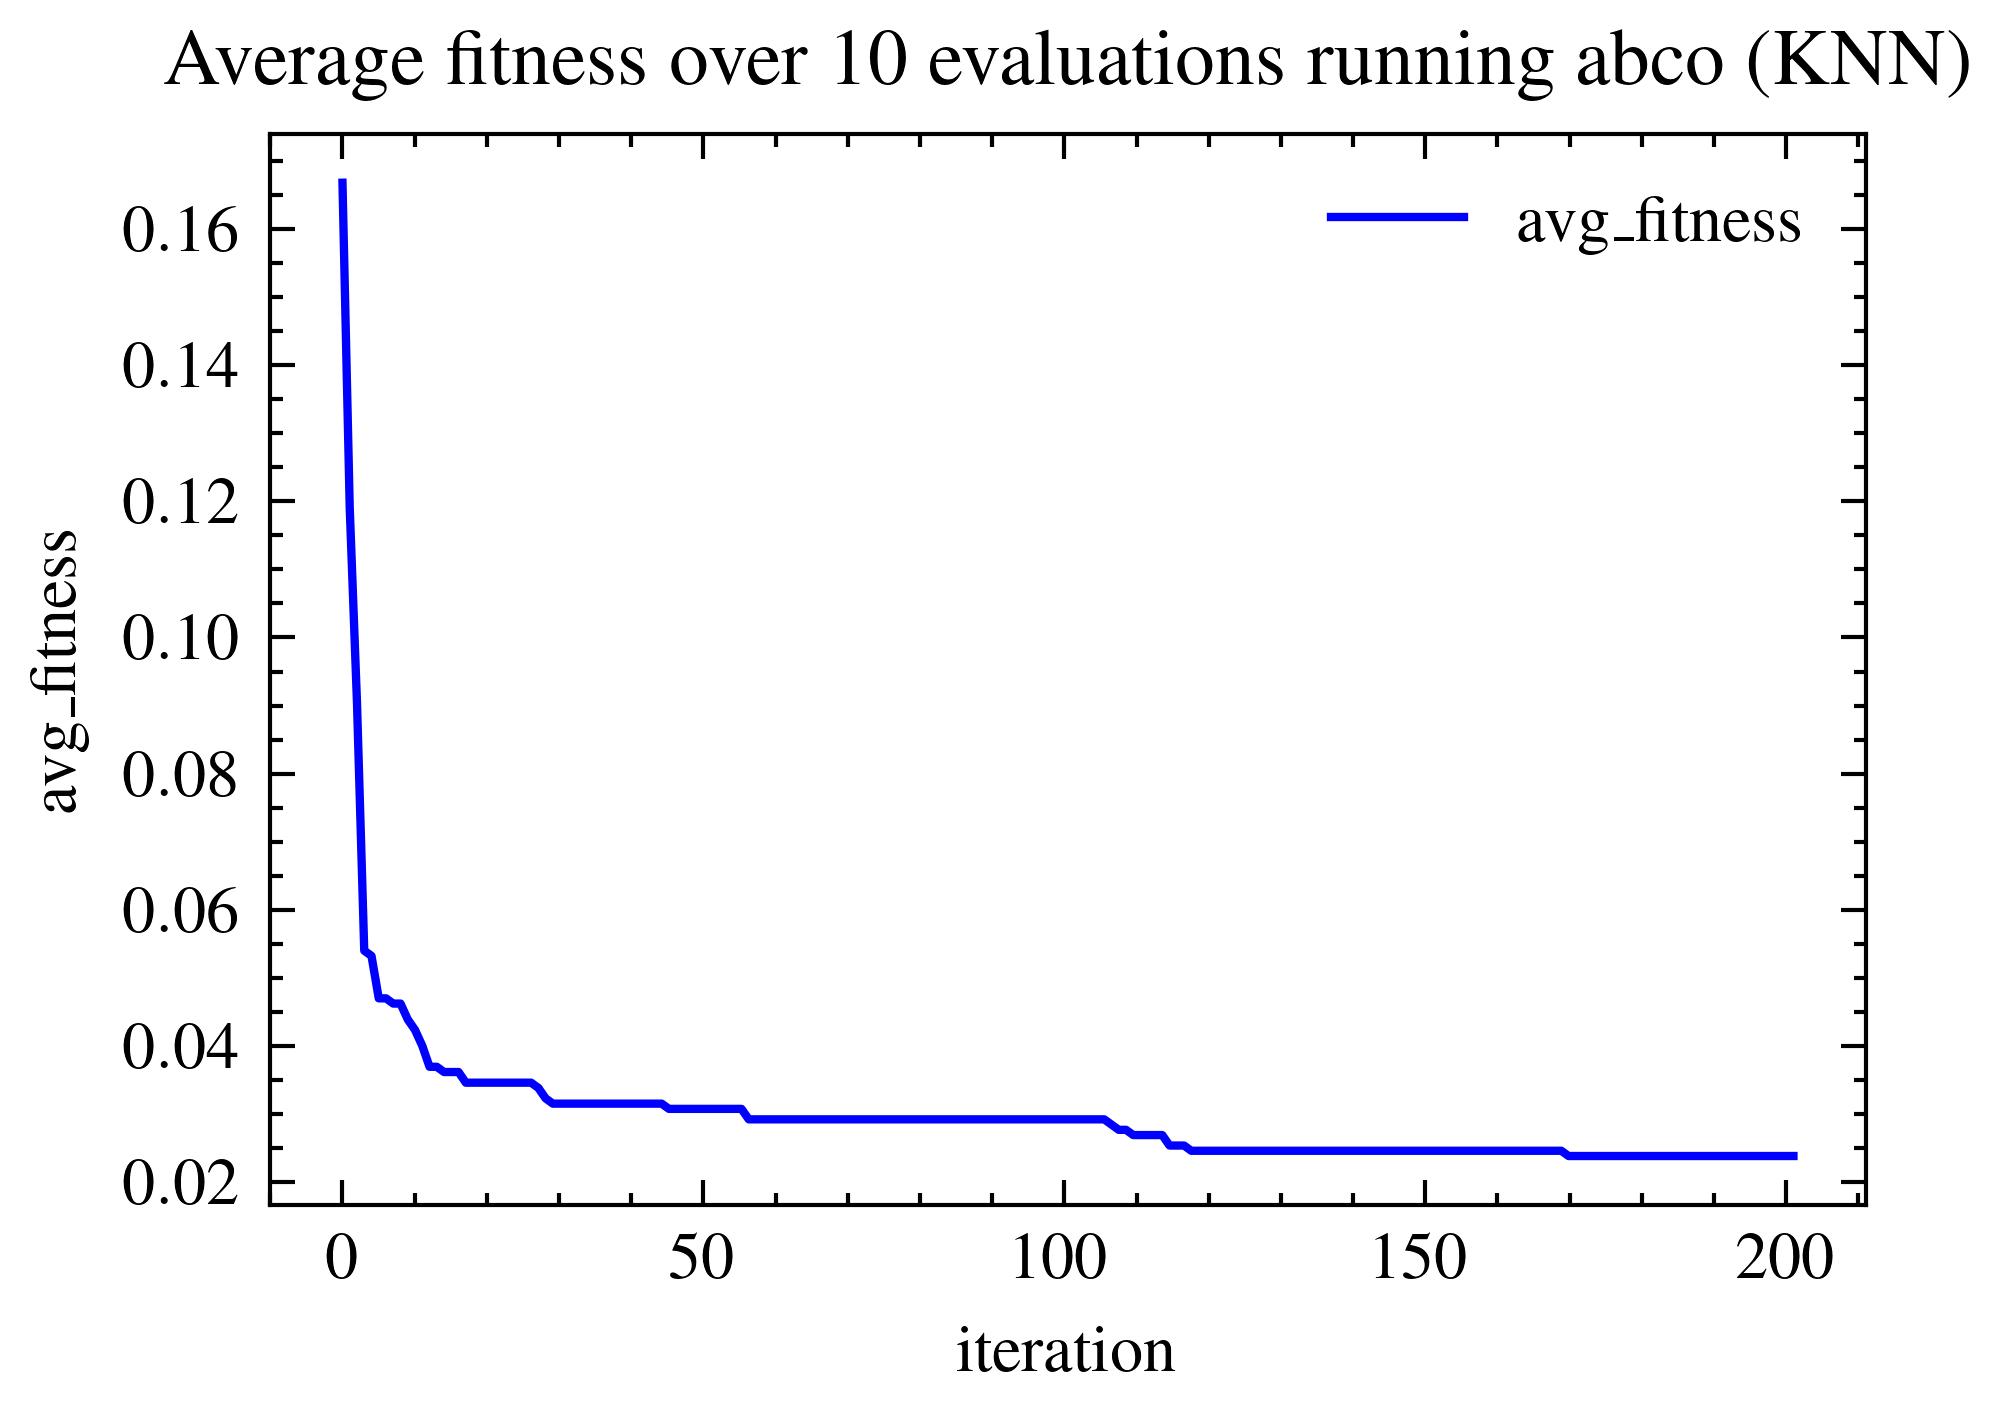 Average fitness over 10 evaluations running abco (KNN)
avg_fitness
0.16
0.14
0.12
0.10
0.08
0.06
0.04
0.02
avg_fitness
0 50 100 150 200
iteration